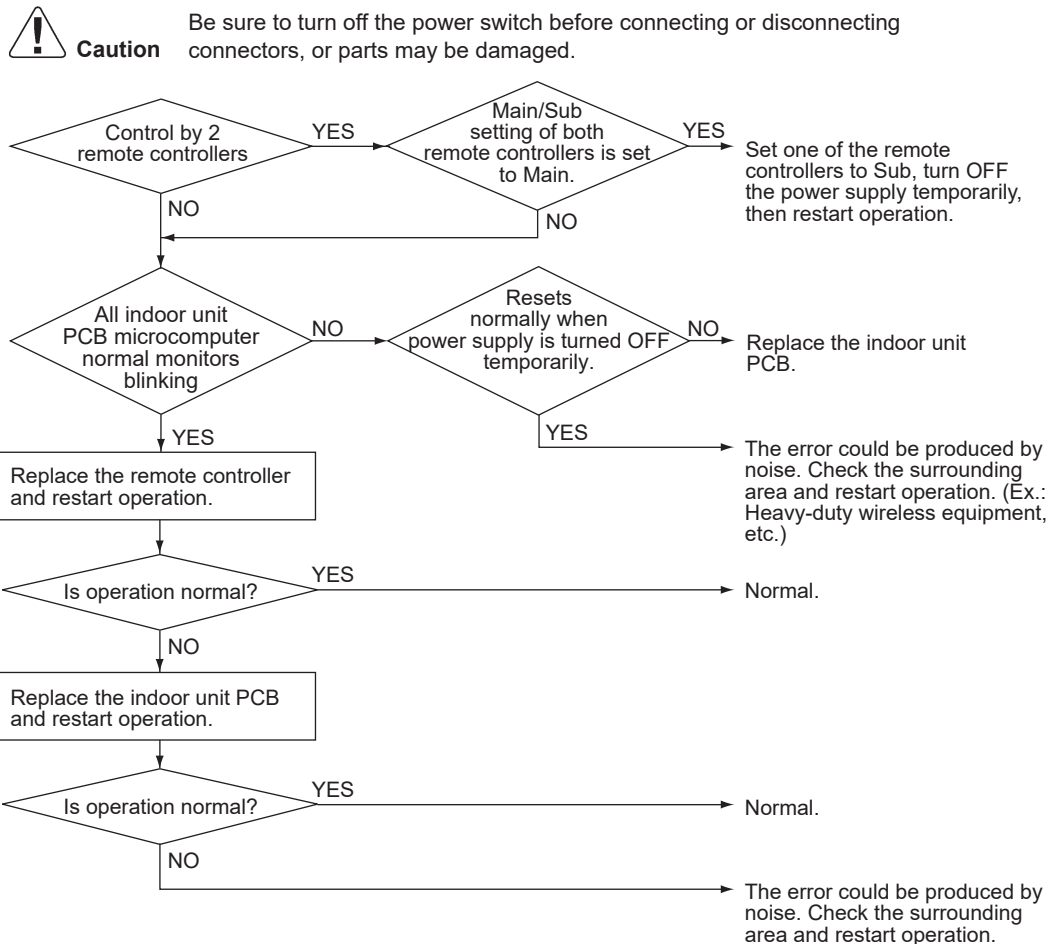 Be sure to turn off the power switch before connecting or disconnecting
Caution connectors, or parts may be damaged.
Control by 2
remote controllers
YES
NO
Main/Sub
setting of both
remote controllers is set
to Main.
YES
NO
Set one of the remote
controllers to Sub, turn OFF
the power supply temporarily,
then restart operation.
All indoor unit
PCB microcomputer
normal monitors
blinking
NO
YES
Resets
normally when
power supply is turned OFF
temporarily.
NO
YES
Replace the indoor unit
PCB.
The error could be produced by
noise. Check the surrounding
area and restart operation. (Ex.:
Heavy-duty wireless equipment,
etc.)
Replace the remote controller
and restart operation.
Is operation normal?
YES
Normal.
NO
Replace the indoor unit PCB
and restart operation.
Is operation normal?
YES
Normal.
NO
The error could be produced by
noise. Check the surrounding
area and restart operation.